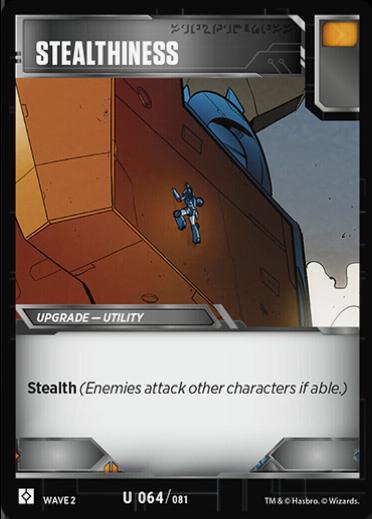 STEALTHINESS
UPGRADE — UTILITY
Stealth (Enemies attack other characters if able.)
WAVE 2 U 064/081 TM & © Hasbro. © Wizards.